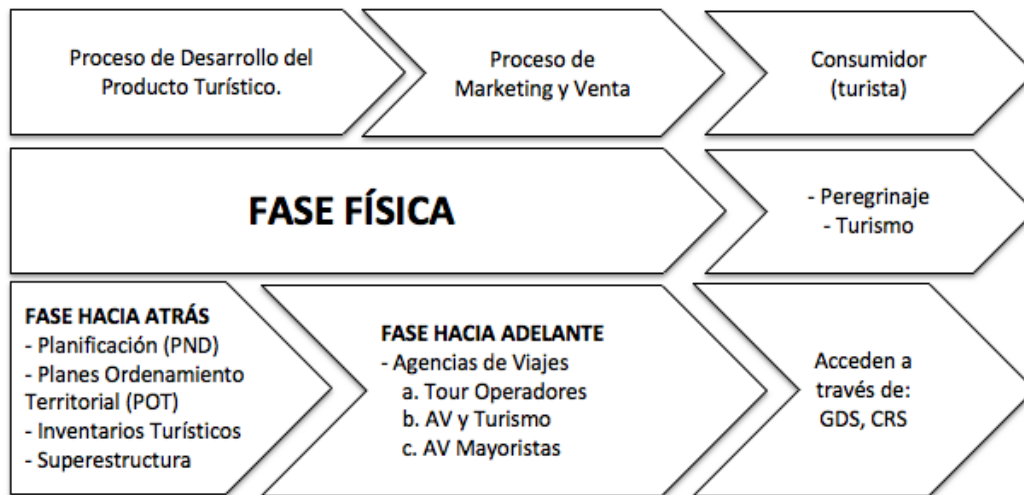 Proceso de Desarrollo del
Producto Turístico.
Proceso de
Marketing y Venta
Consumidor
(turista)
FASE FÍSICA
- Peregrinaje
- Turismo
FASE HACIA ATRÁS
- Planificación (PND)
- Planes Ordenamiento
Territorial (POT)
- Inventarios Turísticos
- Superestructura
FASE HACIA ADELANTE
- Agencias de Viajes
a. Tour Operadores
b. AV y Turismo
c. AV Mayoristas
Acceden a
través de:
GDS, CRS